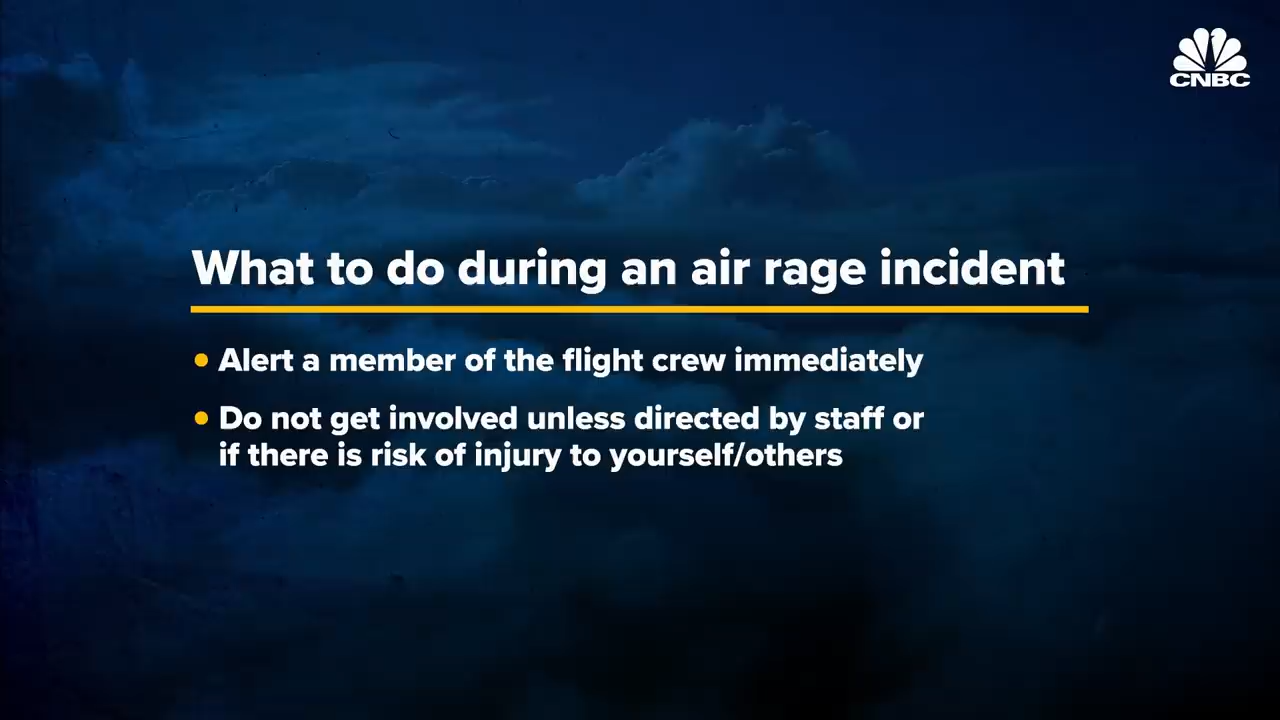 CNBC
What to do during an air rage incident
• Alert a member of the flight crew immediately
• Do not get involved unless directed by staff or
if there is risk of injury to yourself/others